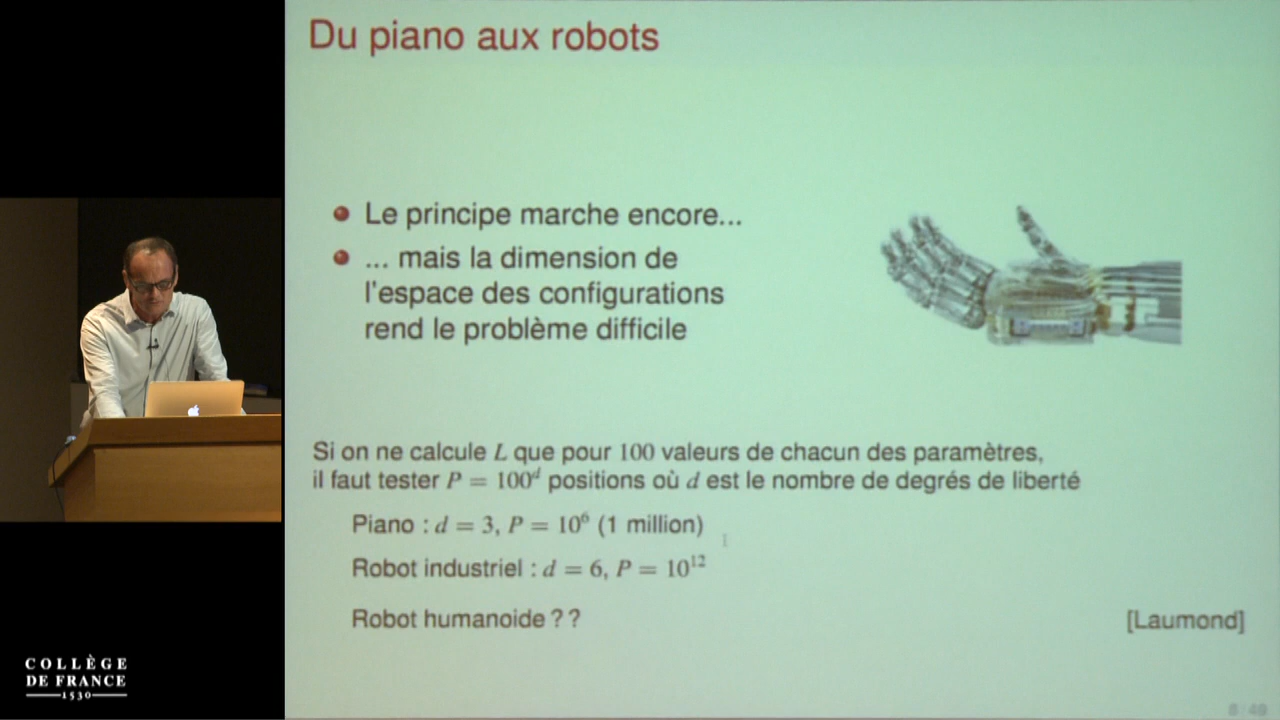 Du piano aux robots
Le principe marche encore...
... mais la dimension de
l'espace des configurations
rend le problème difficile
Si on ne calcule L que pour 100 valeurs de chacun des paramètres,
il faut tester P = 100^d positions où d est le nombre de degrés de liberté
Piano : d = 3, P = 10^6 (1 million)
Robot industriel : d = 6, P = 10^12
Robot humanoide ? ?
[Laumond]
COLLÈGE
DE FRANCE
1530